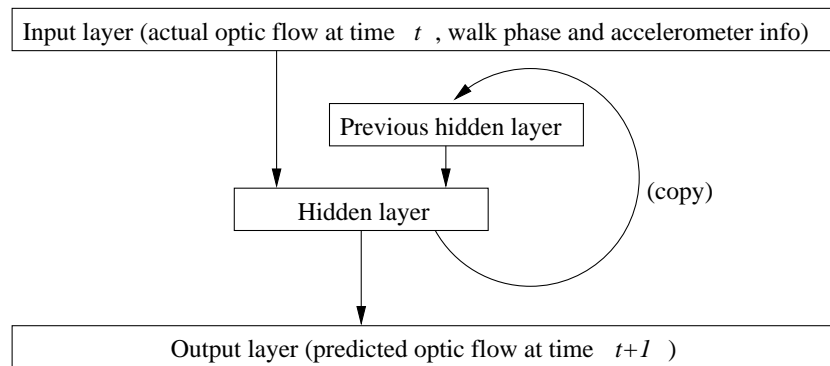 Input layer (actual optic flow at time t , walk phase and accelerometer info)
Previous hidden layer
(copy)
Hidden layer
Output layer (predicted optic flow at time t+1 )